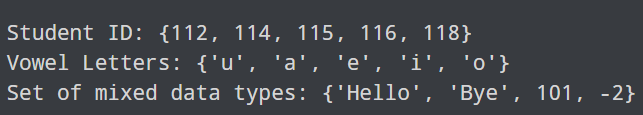 Student ID: {112, 114, 115, 116, 118}
Vowel Letters: {'u', 'a', 'e', 'i', 'o'}
Set of mixed data types: {'Hello', 'Bye', 101, -2}